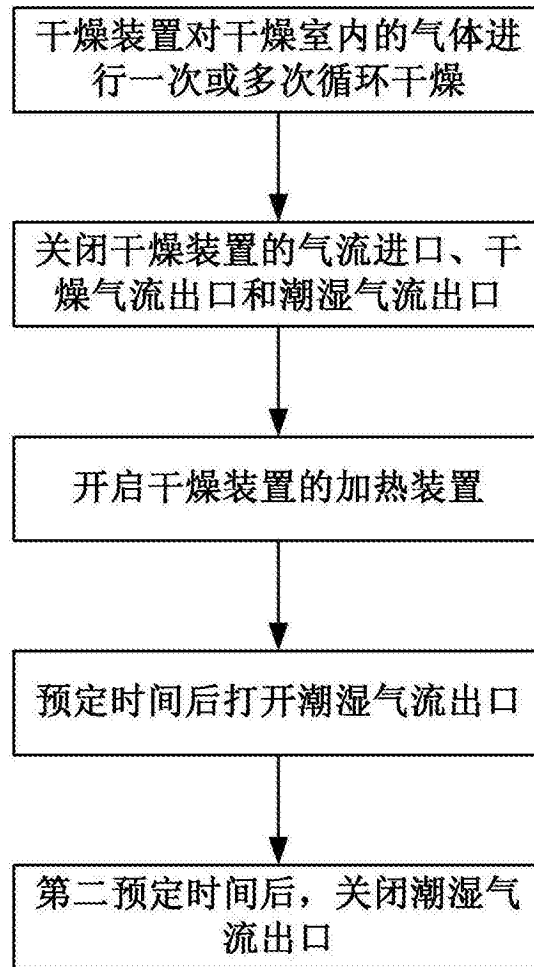 干燥装置对干燥室内的气体进
行一次或多次循环干燥
关闭干燥装置的气流进口、干
燥气流出口和潮湿气流出口
开启干燥装置的加热装置
预定时间后打开潮湿气流出口
第二预定时间后，关闭潮湿气
流出口